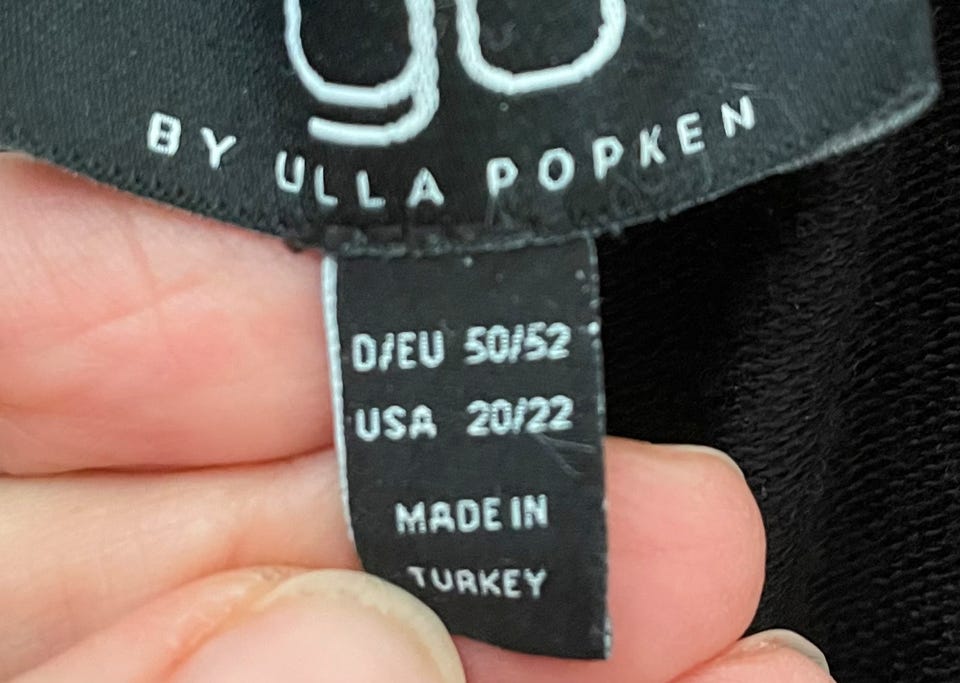 BY ULLA POPKEN
D/EU 50/52
USA 20/22
MADE IN
TURKEY